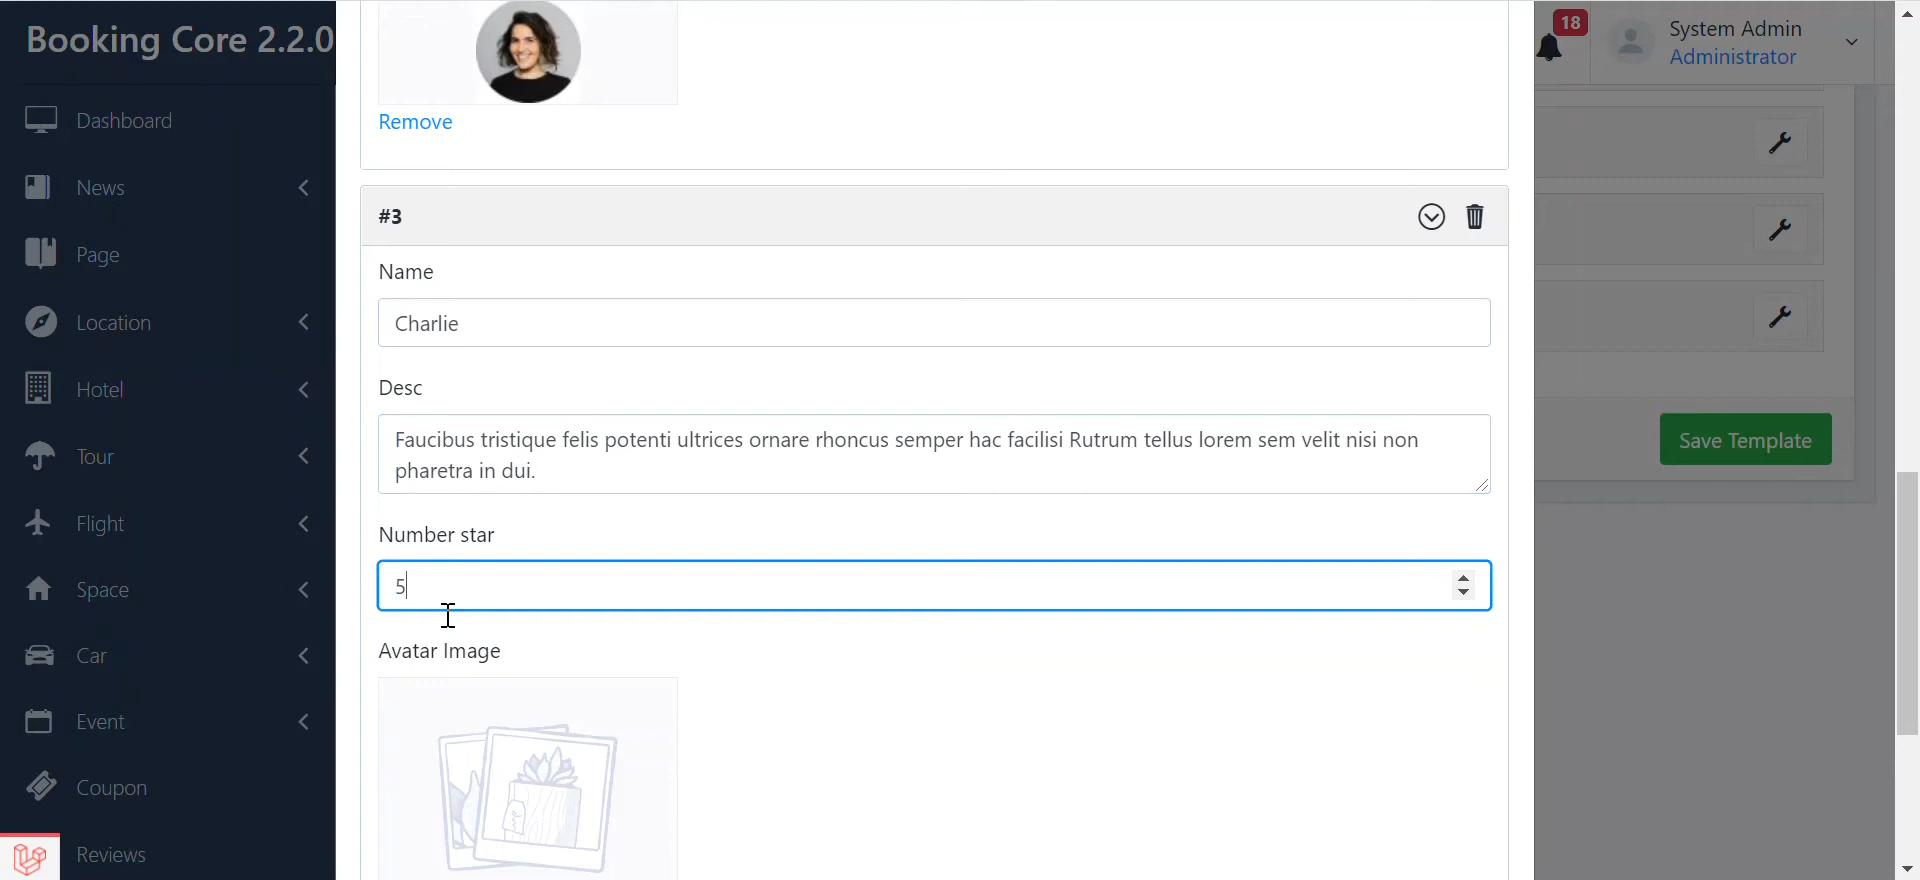 Booking Core 2.2.0
Dashboard
News
Page
Location
Hotel
Tour
Flight
Space
Car
Event
Coupon
Reviews
Remove
#3
Name
Charlie
Desc
Faucibus tristique felis potenti ultrices ornare rhoncus semper hac facilisi Rutrum tellus lorem sem velit nisi non
pharetra in dui.
Number star
5
Avatar Image
18
System Admin
Administrator
Save Template